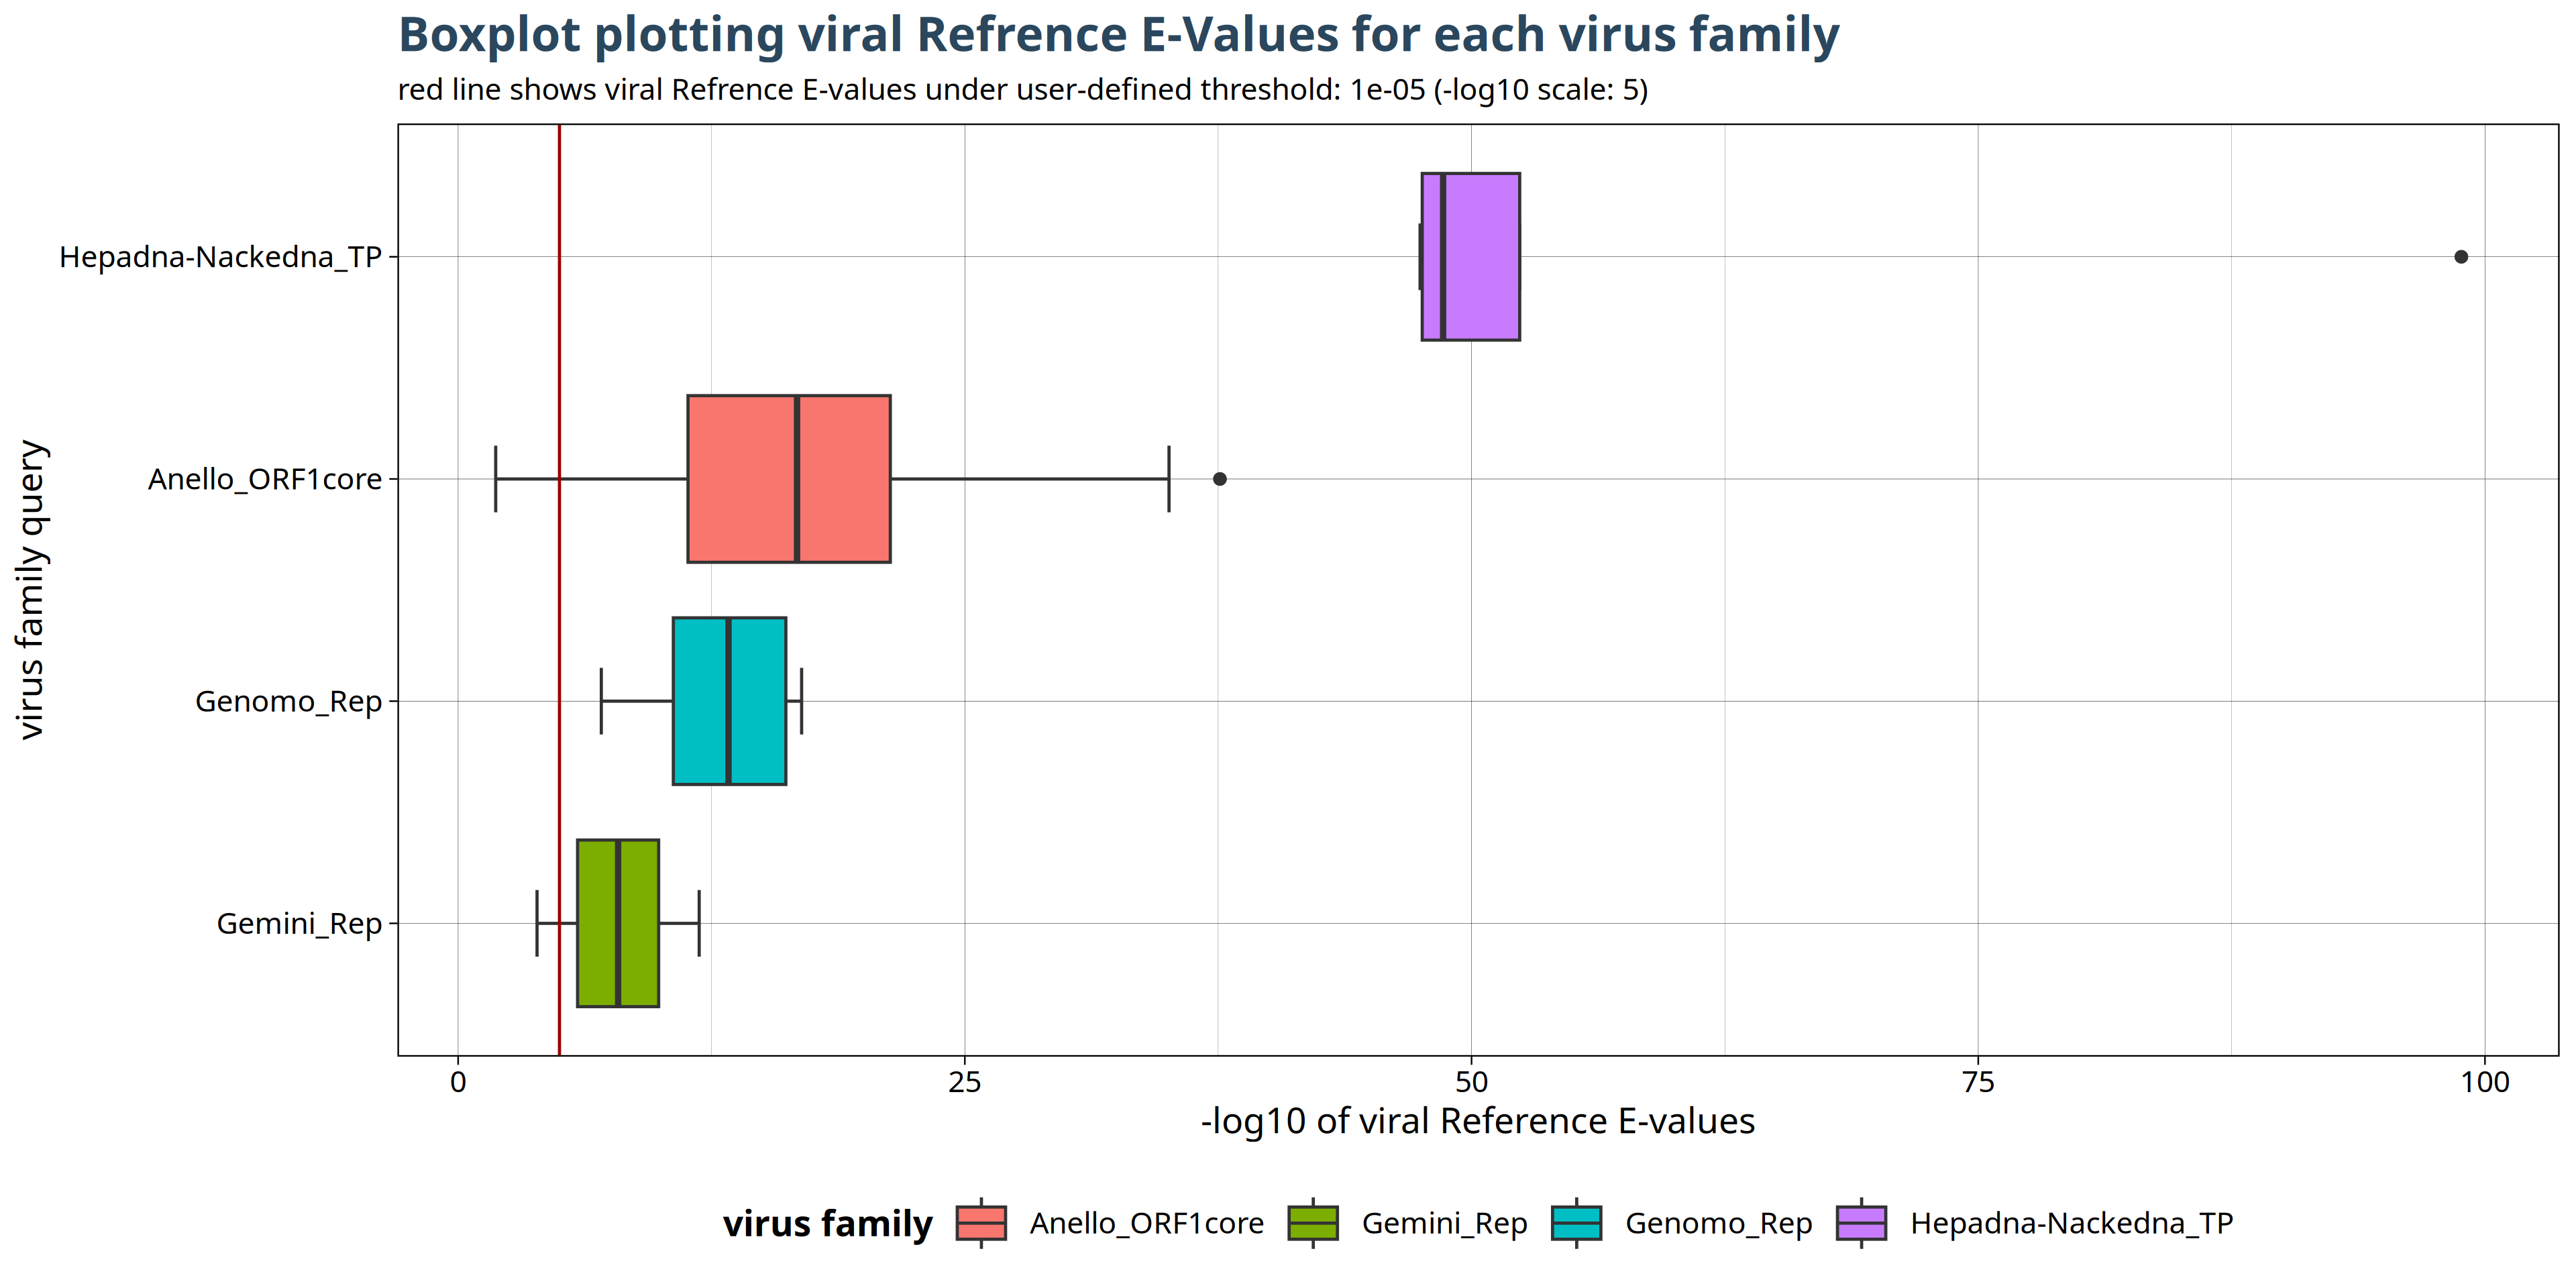 Boxplot plotting viral Refrence E-Values for each virus family
red line shows viral Refrence E-values under user-defined threshold: 1e-05 (-log10 scale: 5)
virus family query
Hepadna-Nackedna_TP
Anello_ORF1core
Genomo_Rep
Gemini_Rep
0 25 50 75 100
-log10 of viral Reference E-values
virus family Anello_ORF1core Gemini_Rep Genomo_Rep Hepadna-Nackedna_TP